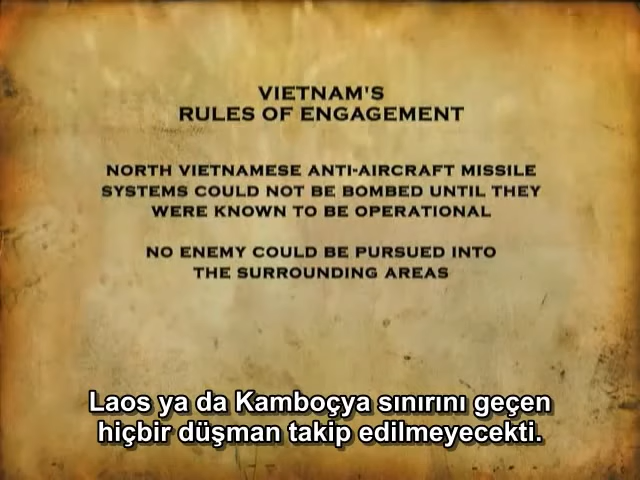 VIETNAM'S
RULES OF ENGAGEMENT
NORTH VIETNAMESE ANTI-AIRCRAFT MISSILE
SYSTEMS COULD NOT BE BOMBED UNTIL THEY
WERE KNOWN TO BE OPERATIONAL
NO ENEMY COULD BE PURSUED INTO
THE SURROUNDING AREAS
Laos ya da Kamboçya sınırını geçen
hiçbir düşman takip edilmeyecekti.